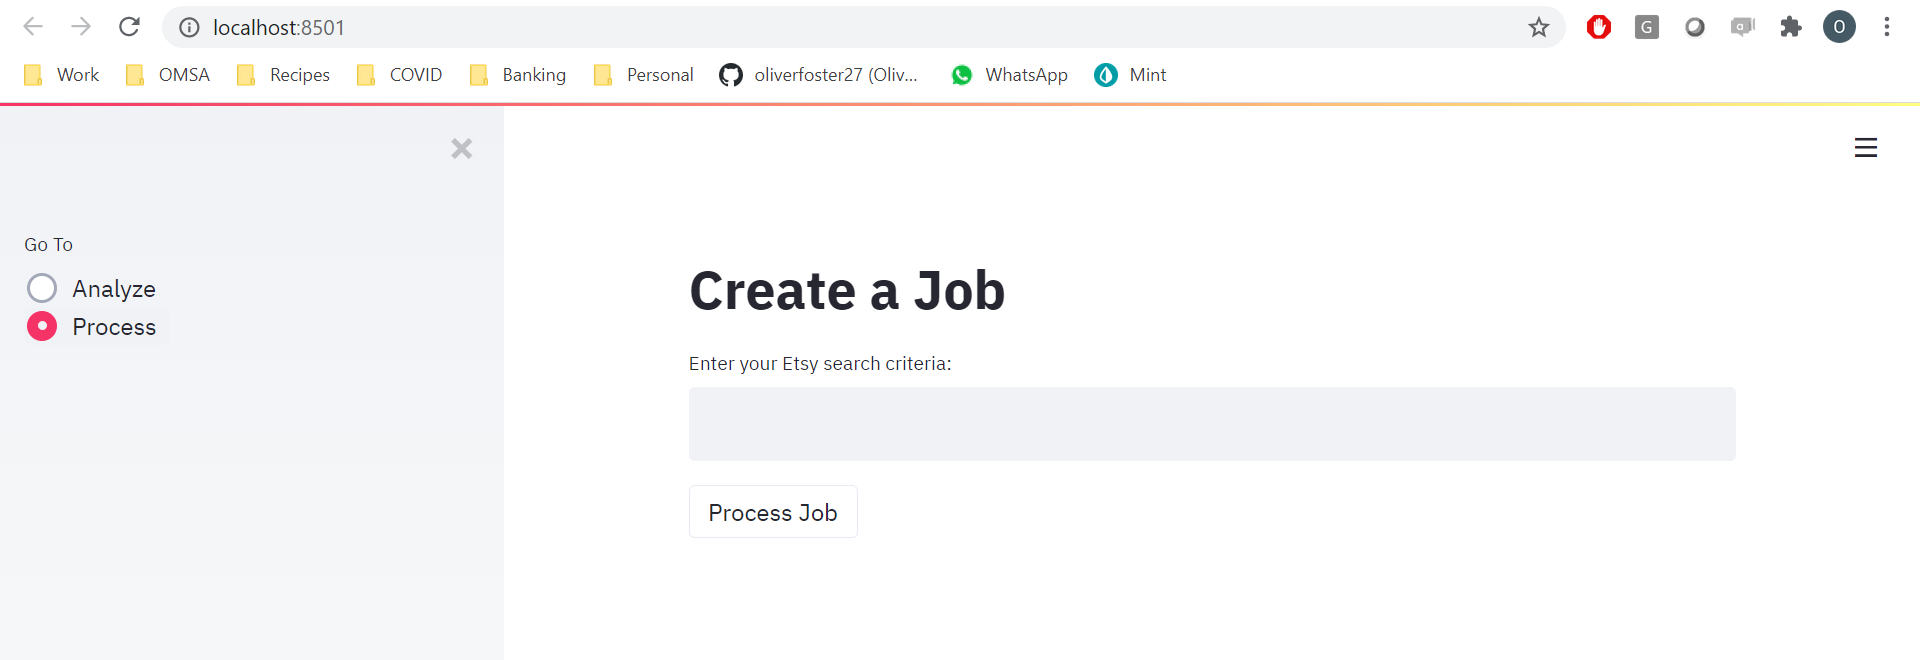 localhost:8501
G
a
O
Work OMSA Recipes COVID Banking Personal oliverfoster27 (Oliv... WhatsApp Mint
Go To
Analyze
Process
Create a Job
Enter your Etsy search criteria:
Process Job